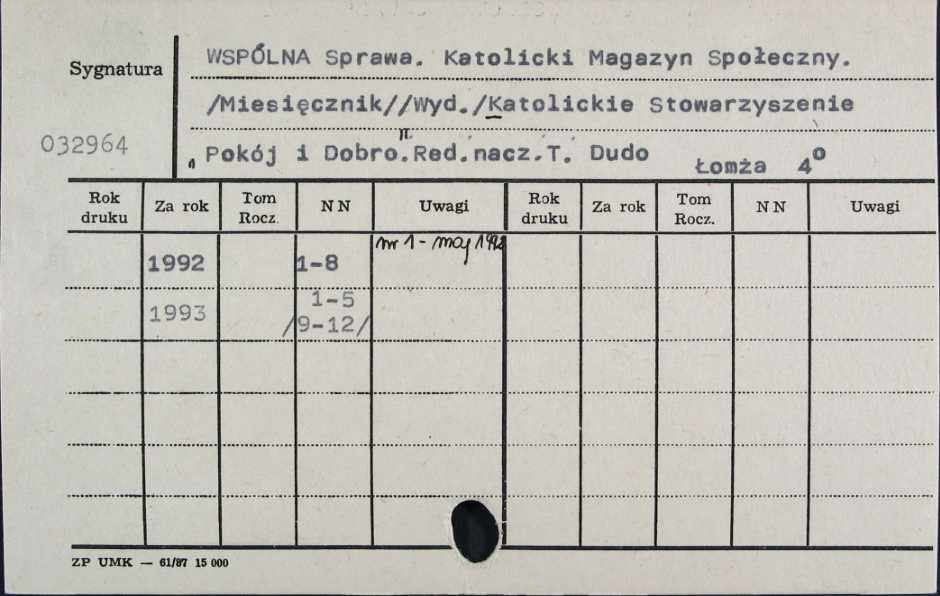 Sygnatura
032964
WSPÓLNA Sprawa. Katolicki Magazyn Społeczny.
/Miesięcznik//Wyd./Katolickie Stowarzyszenie
"Pokój i Dobro". Red.nacz.T. Dudo Łomża 4°
Rok druku Za rok Tom Rocz. NN Uwagi Rok druku Za rok Tom Rocz. NN Uwagi
nr 1 - maj 1992
1992 1-8
1993 1-5
/9-12/
ZP UMK — 61/87 15 000